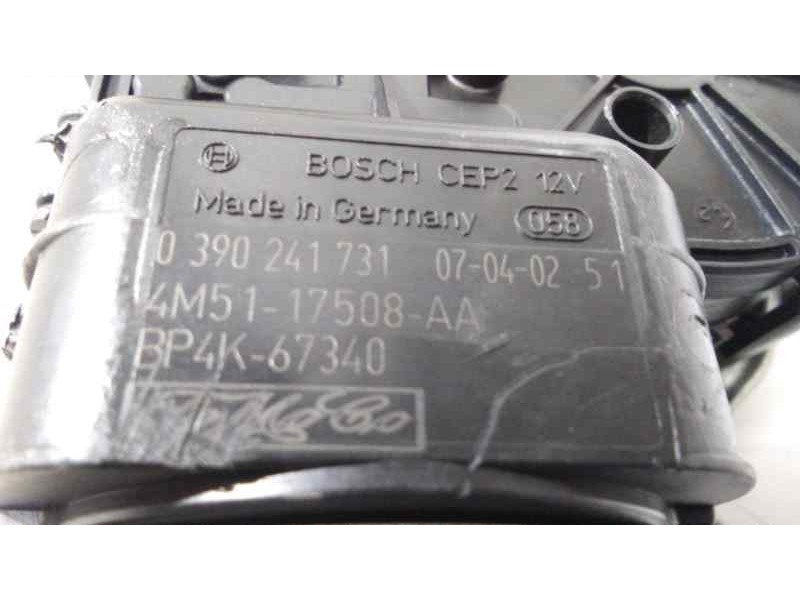 BOSCH CEP2 12V
Made in Germany 058
0 390 241 731 07-04-02 51
4M51-17508-AA
BP4K-67340
FoMoCo